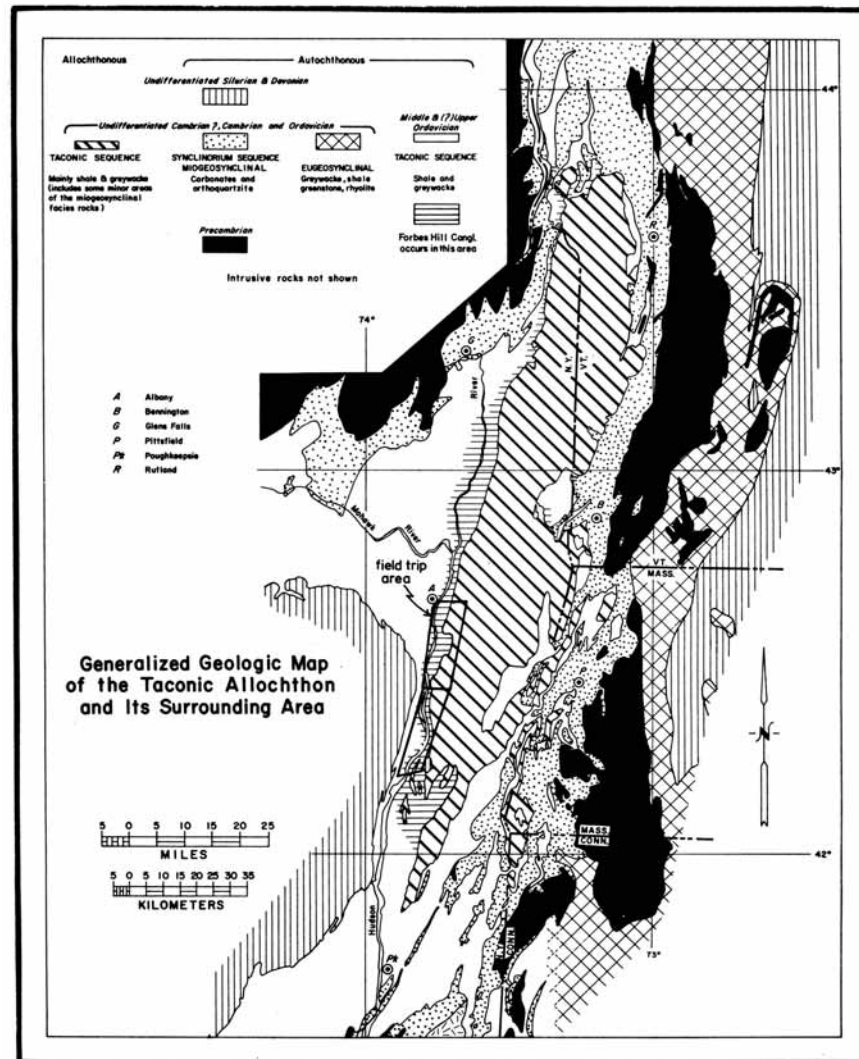 Allochthonous
Autochthonous
Undifferentiated Silurian & Devonian
Undifferentiated Cambrian ?, Cambrian and Ordovician
Middle & (?) Upper
Ordovician
TACONIC SEQUENCE
Mainly shale & greywacke
(includes some minor areas
of the miogeosynclinal
facies rocks)
SYNCLINORIUM SEQUENCE
MIOGEOSYNCLINAL
Carbonates and
orthoquartzite
EUGEOSYNCLINAL
Greywacke, shale
greenstone, rhyolite
TACONIC SEQUENCE
Shale and
greywacke
Precambrian
Forbes Hill Congl.
occurs in this area
Intrusive rocks not shown
44°
R
74°
G
N.Y.
VT.
River
A Albany
B Bennington
G Glens Falls
P Pittsfield
Pk Poughkeepsie
R Rutland
43°
B
Mohawk
River
VT.
MASS.
field trip
area
A
Generalized Geologic Map
of the Taconic Allochthon
and Its Surrounding Area
P
N
5 0 5 10 15 20 25
MILES
MASS.
CONN.
42°
5 0 5 10 15 20 25 30 35
KILOMETERS
Hudson
N.Y.
CONN.
73°
Pk